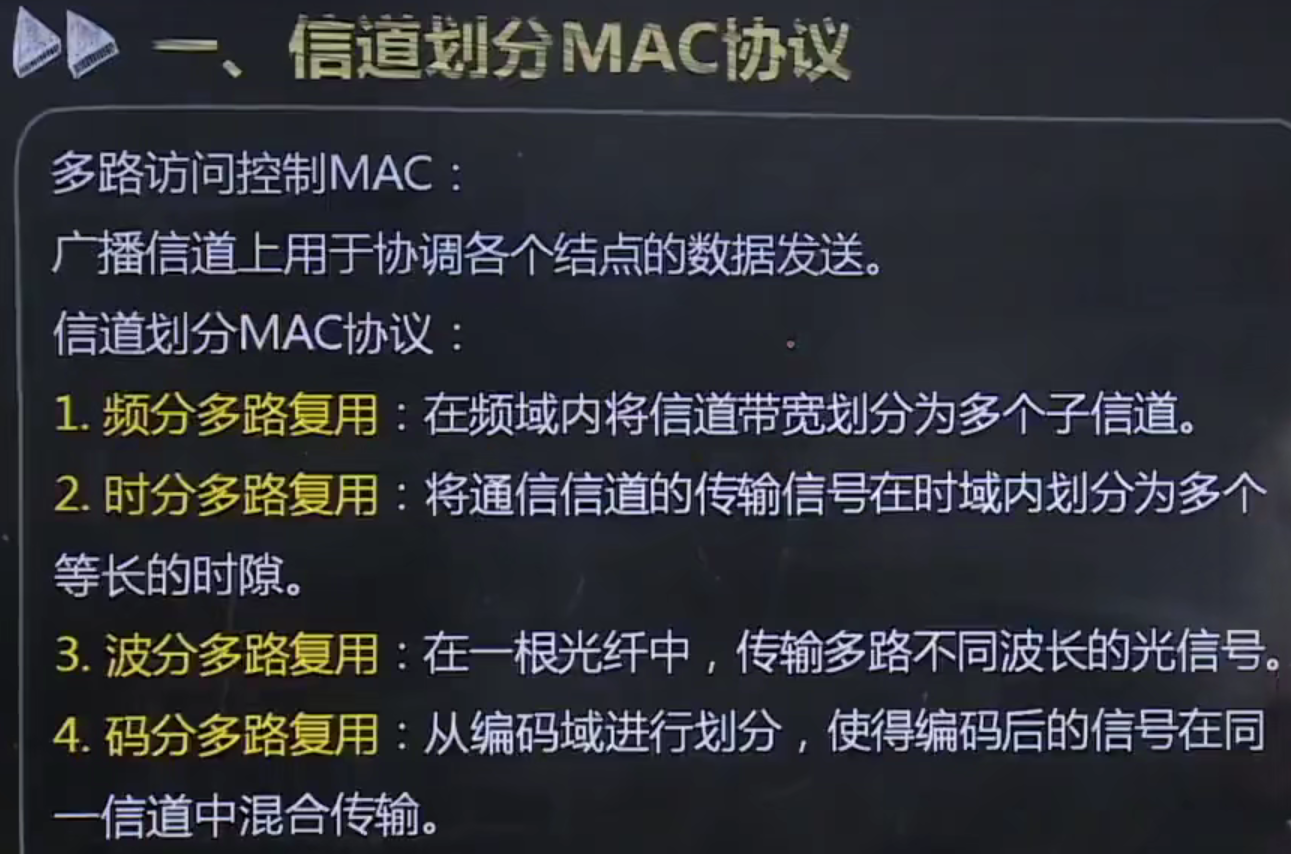 一、信道划分MAC协议
多路访问控制MAC：
广播信道上用于协调各个结点的数据发送。
信道划分MAC协议：
1. 频分多路复用：在频域内将信道带宽划分为多个子信道。
2. 时分多路复用：将通信信道的传输信号在时域内划分为多个
等长的时隙。
3. 波分多路复用：在一根光纤中，传输多路不同波长的光信号。
4. 码分多路复用：从编码域进行划分，使得编码后的信号在同
一信道中混合传输。